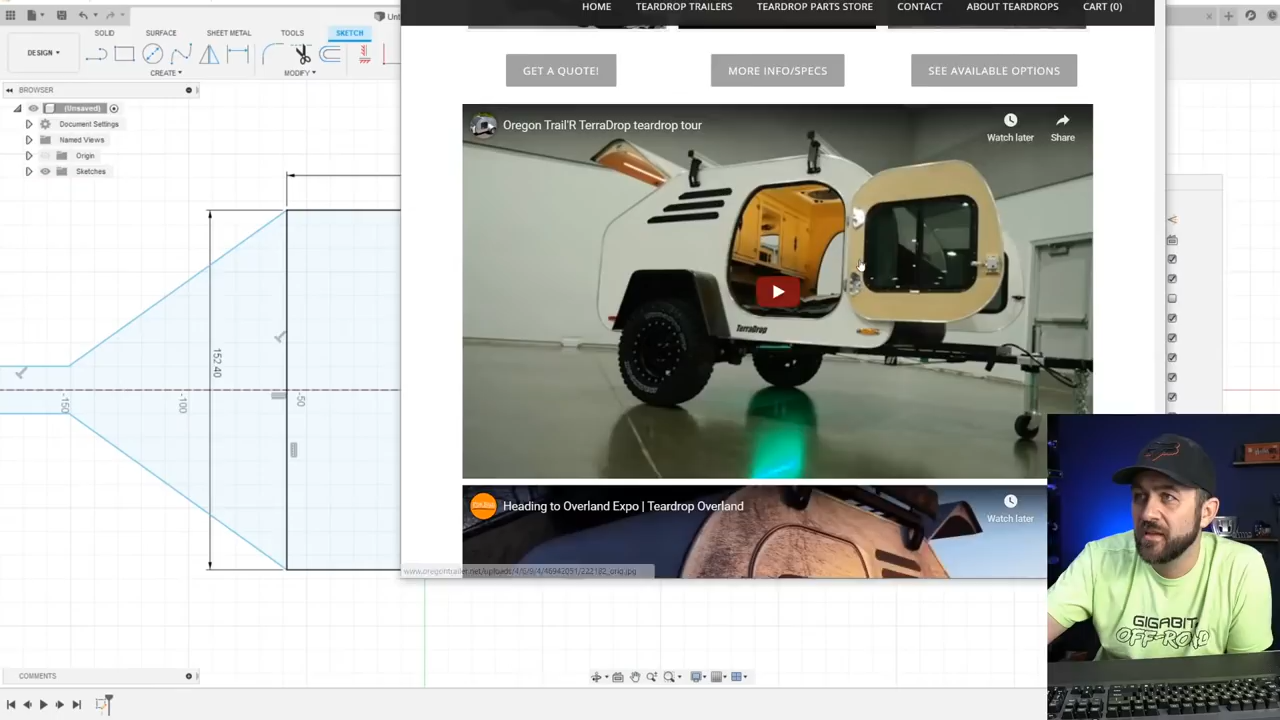 HOME TEARDROP TRAILERS TEARDROP PARTS STORE CONTACT ABOUT TEARDROPS CART (0)
DESIGN
SOLID SURFACE SHEET METAL TOOLS SKETCH
CREATE MODIFY
GET A QUOTE! MORE INFO/SPECS SEE AVAILABLE OPTIONS
BROWSER
(Unsaved)
Document Settings
Named Views
Origin
Sketches
Oregon Trail'R TerraDrop teardrop tour
Watch later Share
TerraDrop
152.40
-150
-100
-50
Heading to Overland Expo | Teardrop Overland
Watch later
GIGABIT
OFF-ROAD
COMMENTS